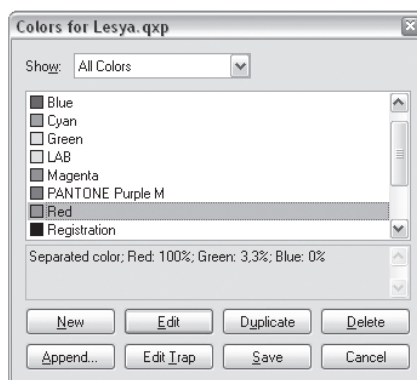 Colors for Lesya.qxp
Show: All Colors
Blue
Cyan
Green
LAB
Magenta
PANTONE Purple M
Red
Registration
Separated color; Red: 100%; Green: 3,3%; Blue: 0%
New Edit Duplicate Delete
Append... Edit Trap Save Cancel